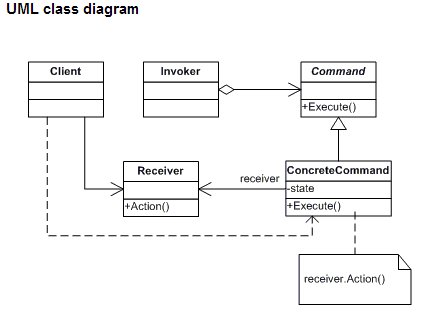 UML class diagram
Client
Invoker
Command
+Execute()
Receiver
+Action()
receiver
ConcreteCommand
-state
+Execute()
receiver.Action()